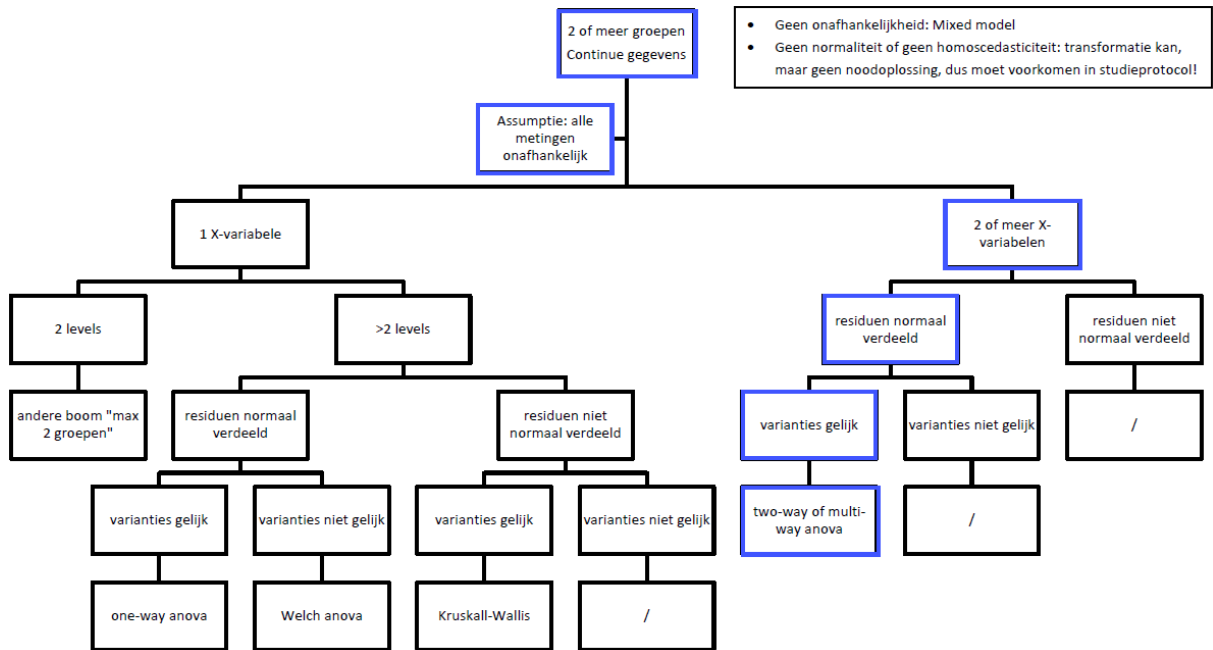 2 of meer groepen
Continue gegevens
• Geen onafhankelijkheid: Mixed model
• Geen normaliteit of geen homoscedasticiteit: transformatie kan,
maar geen noodoplossing, dus moet voorkomen in studieprotocol!
Assumptie: alle
metingen
onafhankelijk
1 X-variabele
2 of meer X-
variabelen
2 levels
>2 levels
residuen normaal
verdeeld
residuen niet
normaal verdeeld
andere boom "max
2 groepen"
residuen normaal
verdeeld
residuen niet
normaal verdeeld
varianties gelijk
varianties niet gelijk
/
varianties gelijk
varianties niet gelijk
varianties gelijk
varianties niet gelijk
two-way of multi-
way anova
/
one-way anova
Welch anova
Kruskall-Wallis
/